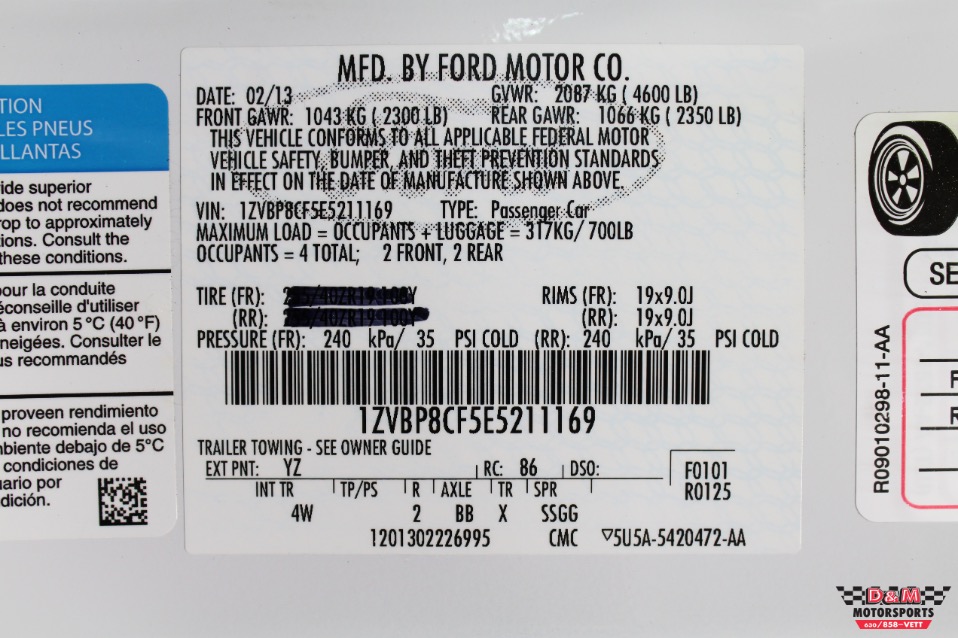 TION
LES PNEUS
LLANTAS
ride superior
does not recommend
rop to approximately
ions. Consult the
these conditions.
pour la conduite
éconseille d'utiliser
à environ 5 °C (40 °F)
neigées. Consulter le
us recommandés
proveen rendimiento
no recomienda el uso
mbiente debajo de 5°C
condiciones de
uario por
dición.
MFD. BY FORD MOTOR CO.
DATE: 02/13 GVWR: 2087 KG ( 4600 LB)
FRONT GAWR: 1043 KG ( 2300 LB) REAR GAWR: 1066 KG ( 2350 LB)
THIS VEHICLE CONFORMS TO ALL APPLICABLE FEDERAL MOTOR
VEHICLE SAFETY, BUMPER, AND THEFT PREVENTION STANDARDS
IN EFFECT ON THE DATE OF MANUFACTURE SHOWN ABOVE.
VIN: 1ZVBP8CF5E5211169 TYPE: Passenger Car
MAXIMUM LOAD = OCCUPANTS + LUGGAGE = 317KG/ 700LB
OCCUPANTS = 4 TOTAL; 2 FRONT, 2 REAR
TIRE (FR): RIMS (FR): 19x9.0J
(RR): (RR): 19x9.0J
PRESSURE (FR): 240 kPa/ 35 PSI COLD (RR): 240 kPa/ 35 PSI COLD
1ZVBP8CF5E5211169
TRAILER TOWING - SEE OWNER GUIDE
EXT PNT: YZ RC: 86 DSO: F0101
INT TR TP/PS R AXLE TR SPR R0125
4W 2 BB X SSGG
1201302226995 CMC ▽5U5A-5420472-AA
R09010298-11-AA
SE
F
R
D&M
MOTORSPORTS
630/858-VETT